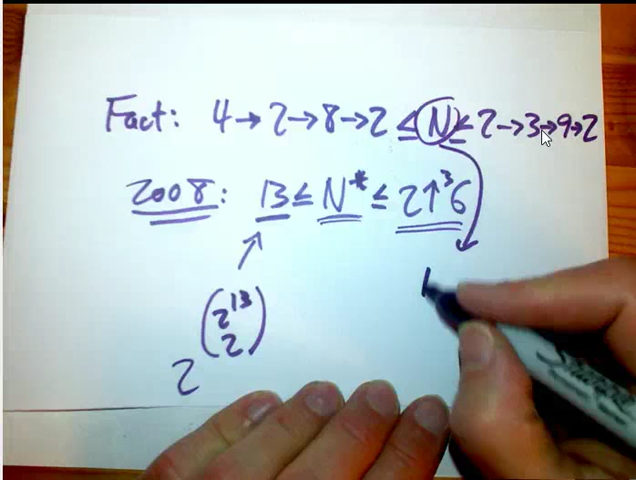 Fact: 4→2→8→2 ≤ N ≤ 2→3→9→2
2008: 13 ≤ N* ≤ 2↑³6
2^(2^13 2)